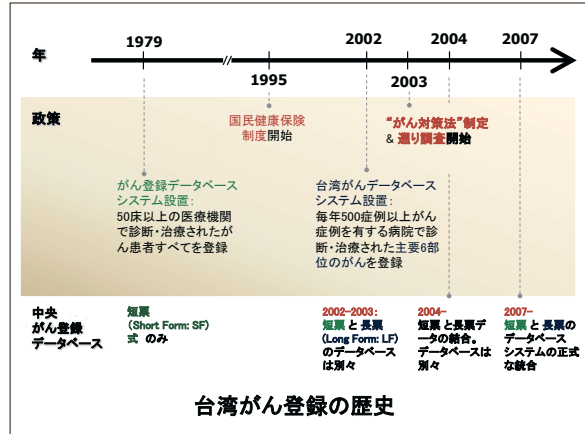 年
1979
2002
2004
2007
1995
2003
政策
国民健康保険
制度開始
“がん対策法”制定
& 遡り調査開始
がん登録データベース
システム設置：
50床以上の医療機関
で診断・治療されたが
ん患者すべてを登録
台湾がんデータベース
システム設置：
毎年500症例以上がん
症例を有する病院で診
断・治療された主要6部
位のがんを登録
中央
がん登録
データベース
短票
（Short Form: SF）
式 のみ
2002-2003:
短票 と 長票
(Long Form: LF)
のデータベース
は別々
2004-
短票 と長票デー
タの結合。
データベースは
別々
2007-
短票 と 長票の
データベース
システムの正式
な統合
台湾がん登録の歴史